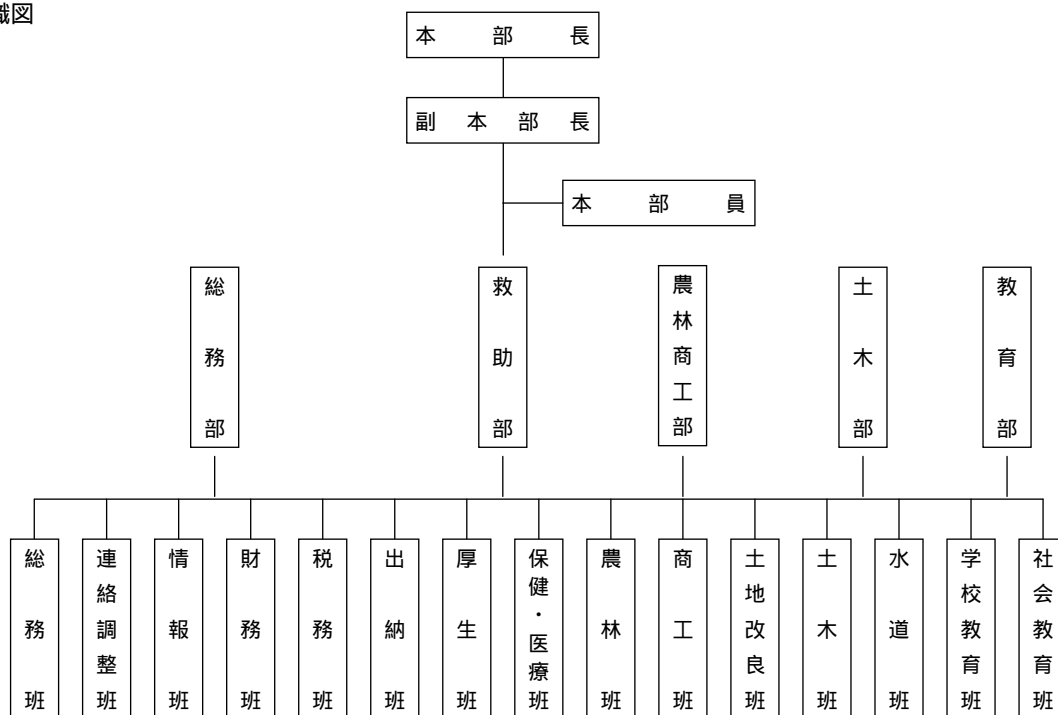 織図
本部長
副本部長
本部員
総務部
救助部
農林商工部
土木部
教育部
総務班
連絡調整班
情報班
財務班
税務班
出納班
厚生班
保健・医療班
農林班
商工班
土地改良班
土木班
水道班
学校教育班
社会教育班